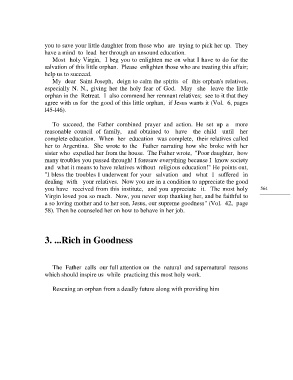 you to save your little daughter from those who are trying to pick her up. They
have a mind to lead her through an unsound education.
Most holy Virgin, I beg you to enlighten me on what I have to do for the
salvation of this little orphan. Please enlighten those who are treating this affair;
help us to succeed.
My dear Saint Joseph, deign to calm the spirits of this orphan's relatives,
especially N. N., giving her the holy fear of God. May she leave the little
orphan in the Retreat. I also commend her remnant relatives; see to it that they
agree with us for the good of this little orphan, if Jesus wants it (Vol. 6, pages
145-146).
To succeed, the Father combined prayer and action. He set up a more
reasonable council of family, and obtained to have the child until her
complete education. When her education was complete, their relatives called
her to Argentina. She wrote to the Father narrating how she broke with her
sister who expelled her from the house. The Father wrote, "Poor daughter, how
many troubles you passed through! I foresaw everything because I know society
and what it means to have relatives without religious education!" He points out,
"I bless the troubles I underwent for your salvation and what I suffered in
dealing with your relatives. Now you are in a condition to appreciate the good
you have received from this institute, and you appreciate it. The most holy
Virgin loved you so much. Now, you never stop thanking her, and be faithful to
a so loving mother and to her son, Jesus, our supreme goodness" (Vol. 42, page
58). Then he counseled her on how to behave in her job.
3. ...Rich in Goodness
The Father calls our full attention on the natural and supernatural reasons
which should inspire us while practicing this most holy work.
Rescuing an orphan from a deadly future along with providing him